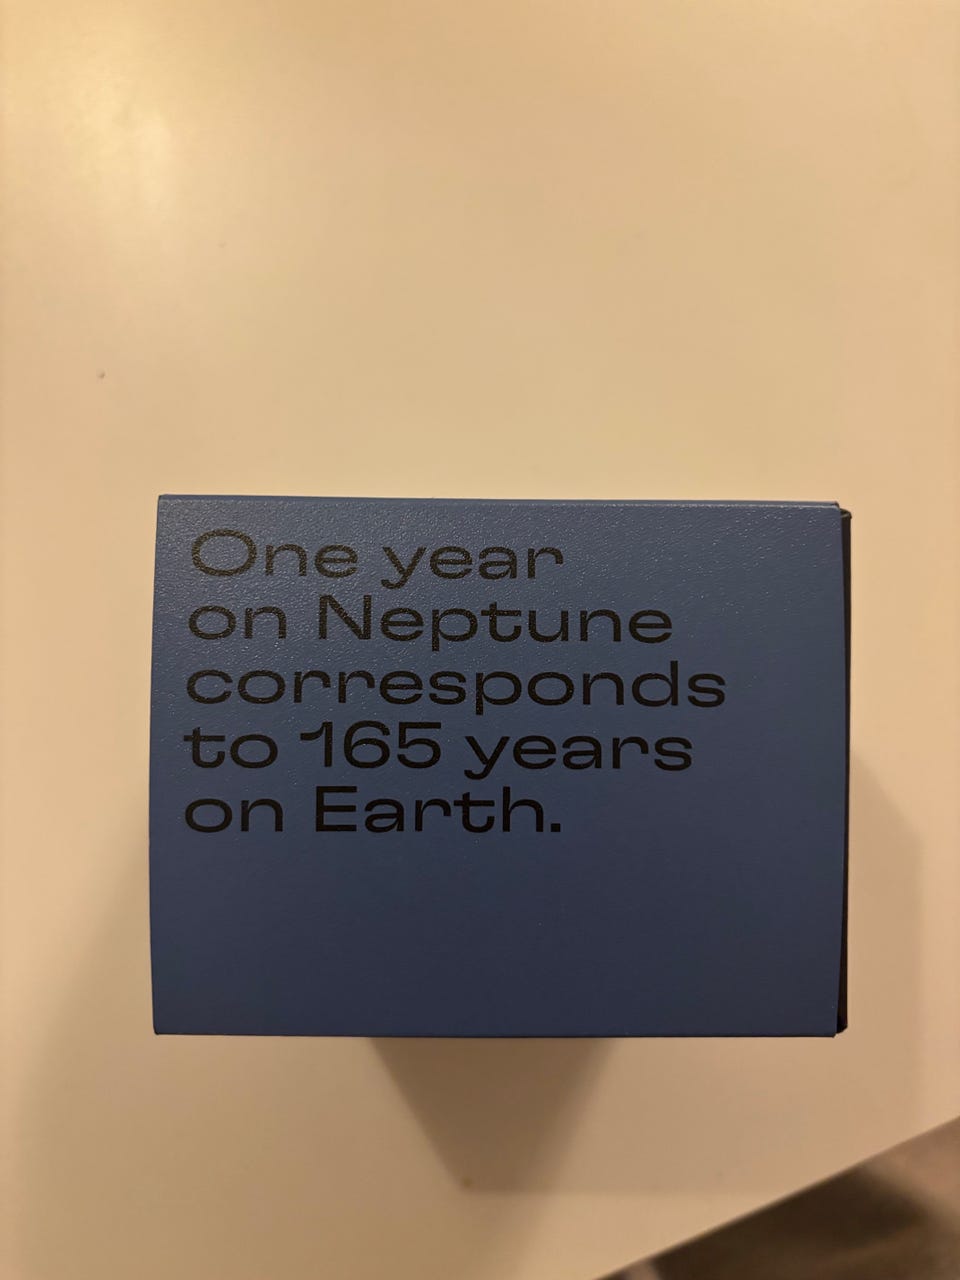 One year
on Neptune
corresponds
to 165 years
on Earth.